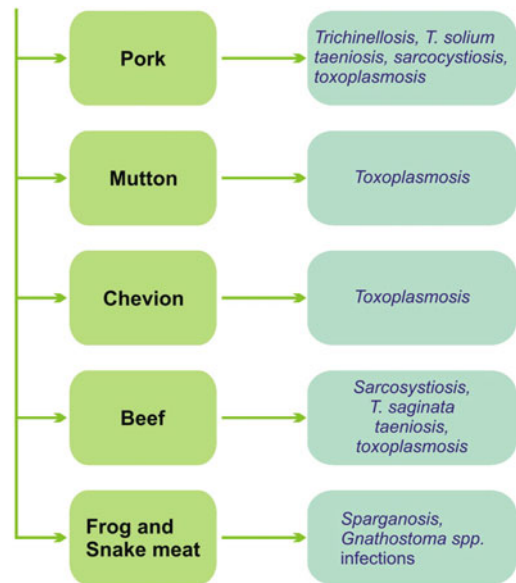 Pork
Trichinellosis, T. solium
taeniosis, sarcocystiosis,
toxoplasmosis
Mutton
Toxoplasmosis
Chevion
Toxoplasmosis
Beef
Sarcosystiosis,
T. saginata
taeniosis,
toxoplasmosis
Frog and
Snake meat
Sparganosis,
Gnathostoma spp.
infections